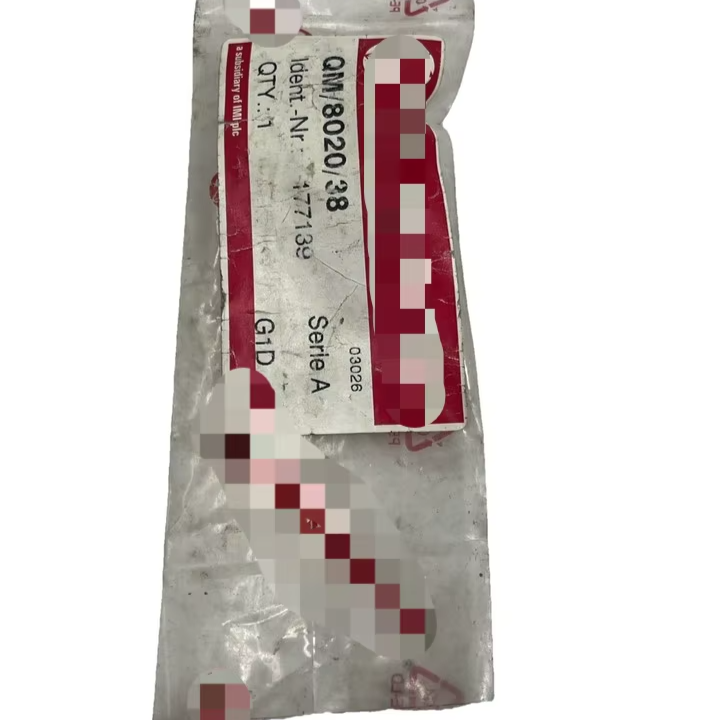 QM/8020/38
Ident.-Nr.: 177139
QTY.: 1
03026
Serie A
G1D
a subsidiary of IMI plc